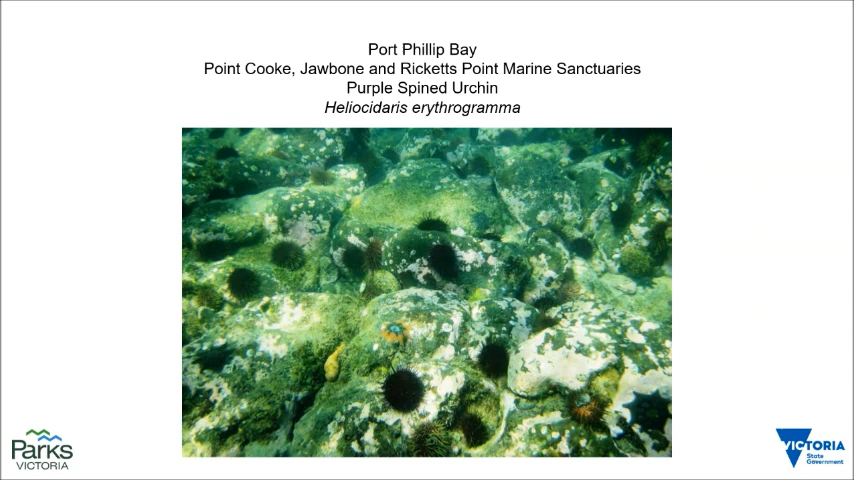 Port Phillip Bay
Point Cooke, Jawbone and Ricketts Point Marine Sanctuaries
Purple Spined Urchin
Heliocidaris erythrogramma
Parks
VICTORIA
VICTORIA
State
Government